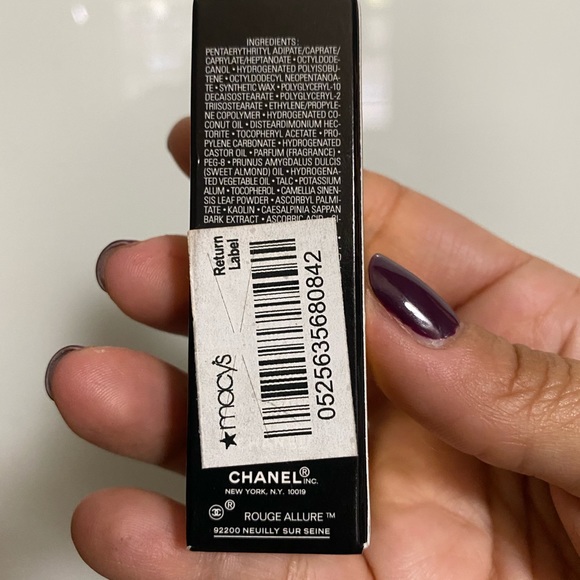 INGREDIENTS:
PENTAERYTHRITYL ADIPATE/CAPRATE/
CAPRYLATE/HEPTANOATE • OCTYLDODE-
CANOL • HYDROGENATED POLYISOBU-
TENE • OCTYLDODECYL NEOPENTANOA-
TE • SYNTHETIC WAX • POLYGLYCERYL-10
DECAISOSTEARATE • POLYGLYCERYL-2
TRIISOSTEARATE • ETHYLENE/PROPYLE-
NE COPOLYMER • HYDROGENATED CO-
CONUT OIL • DISTEARDIMONIUM HEC-
TORITE • TOCOPHERYL ACETATE • PRO-
PYLENE CARBONATE • HYDROGENATED
CASTOR OIL • PARFUM (FRAGRANCE) •
PEG-8 • PRUNUS AMYGDALUS DULCIS
(SWEET ALMOND) OIL • HYDROGENA-
TED VEGETABLE OIL • TALC • POTASSIUM
ALUM • TOCOPHEROL • CAMELLIA SINEN-
SIS LEAF POWDER • ASCORBYL PALMI-
TATE • KAOLIN • CAESALPINIA SAPPAN
BARK EXTRACT • ASCORBIC ACID
Return
Label
★macy's
0525635680842
CHANEL® INC.
NEW YORK, N.Y. 10019
® ROUGE ALLURE ™
92200 NEUILLY SUR SEINE